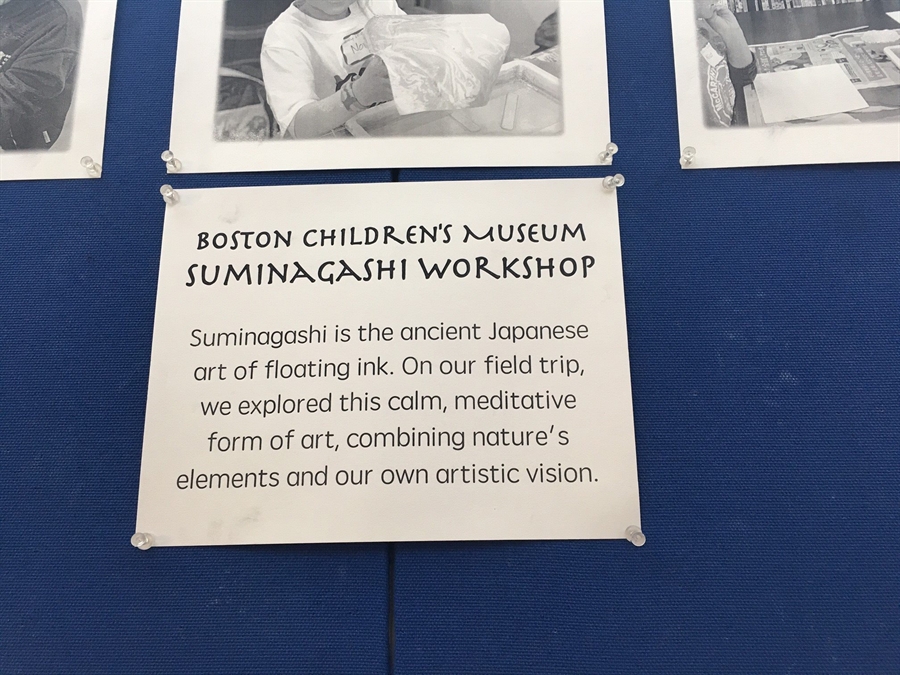 BOSTON CHILDREN'S MUSEUM
SUMINAGASHI WORKSHOP
Suminagashi is the ancient Japanese
art of floating ink. On our field trip,
we explored this calm, meditative
form of art, combining nature's
elements and our own artistic vision.